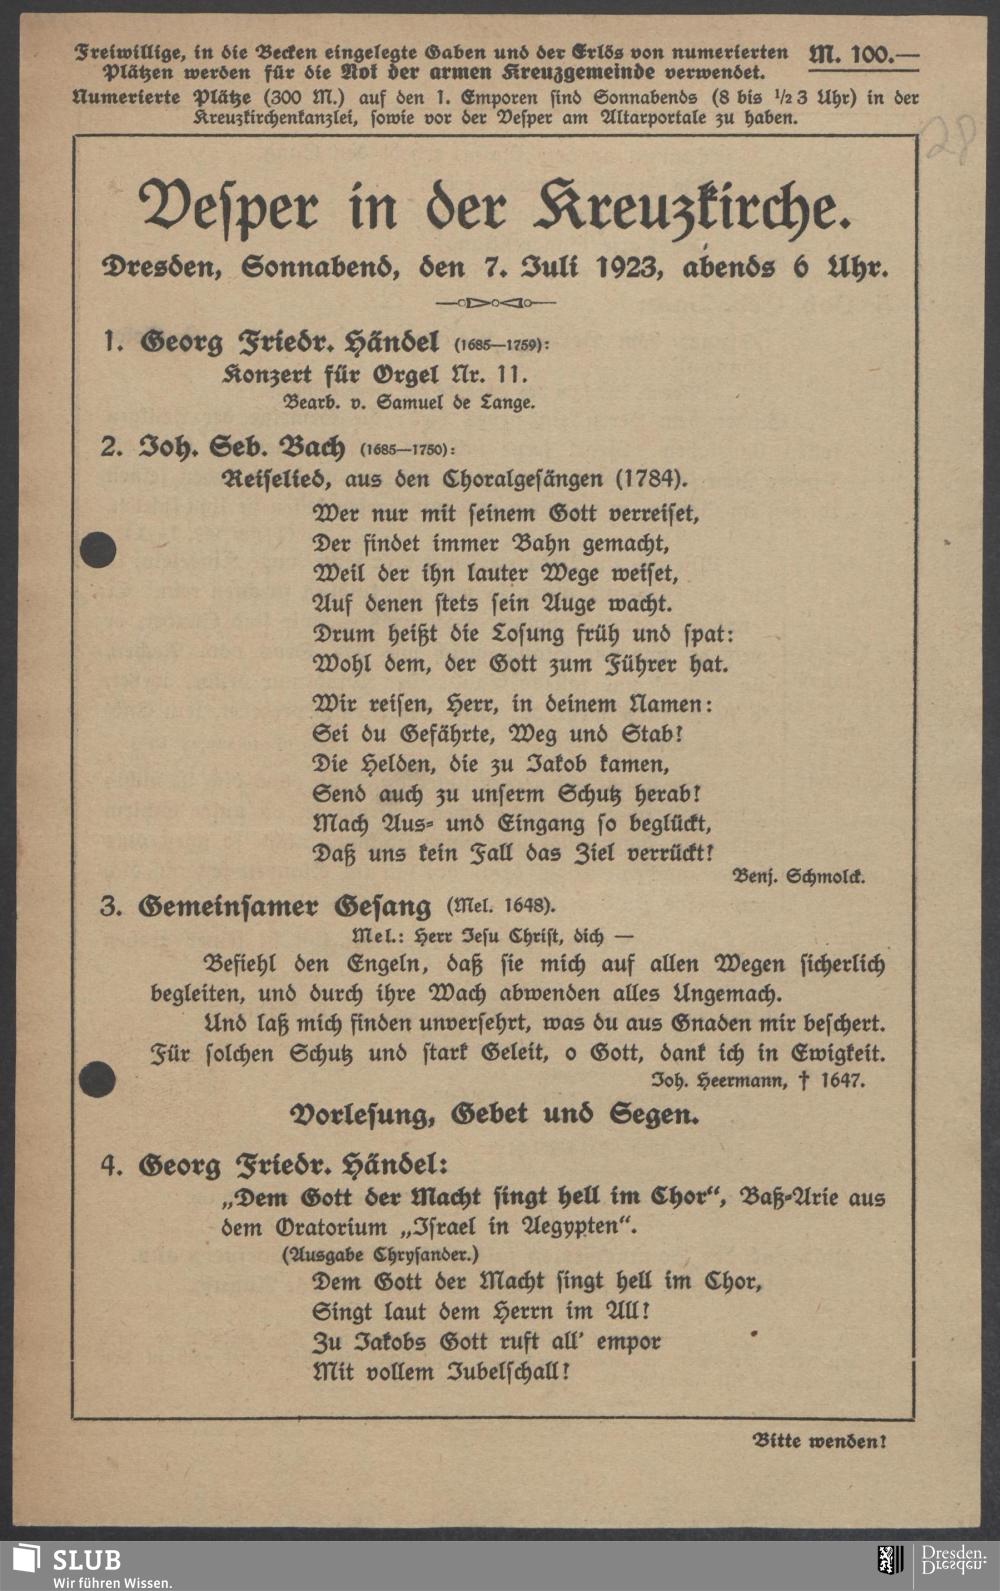 Freiwillige, in die Becken eingelegte Gaben und der Erlös von numerierten M. 100.—
Plätzen werden für die Not der armen Kreuzgemeinde verwendet.
Numerierte Plätze (300 M.) auf den 1. Emporen sind Sonnabends (8 bis 1/2 3 Uhr) in der
Kreuzkirchenkanzlei, sowie vor der Vesper am Altarportale zu haben.
28
Vesper in der Kreuzkirche.
Dresden, Sonnabend, den 7. Juli 1923, abends 6 Uhr.
1. Georg Friedr. Händel (1685—1759):
Konzert für Orgel Nr. 11.
Bearb. v. Samuel de Lange.
2. Joh. Seb. Bach (1685—1750):
Reiselied, aus den Choralgesängen (1784).
Wer nur mit seinem Gott verreiset,
Der findet immer Bahn gemacht,
Weil der ihn lauter Wege weiset,
Auf denen stets sein Auge wacht.
Drum heißt die Losung früh und spat:
Wohl dem, der Gott zum Führer hat.
Wir reisen, Herr, in deinem Namen:
Sei du Gefährte, Weg und Stab!
Die Helden, die zu Jakob kamen,
Send auch zu unserm Schutz herab!
Mach Aus- und Eingang so beglückt,
Daß uns kein Fall das Ziel verrückt!
Benj. Schmolck.
3. Gemeinsamer Gesang (Mel. 1648).
Mel.: Herr Jesu Christ, dich —
Befiehl den Engeln, daß sie mich auf allen Wegen sicherlich
begleiten, und durch ihre Wach abwenden alles Ungemach.
Und laß mich finden unversehrt, was du aus Gnaden mir beschert.
Für solchen Schutz und stark Geleit, o Gott, dank ich in Ewigkeit.
Joh. Heermann, † 1647.
Vorlesung, Gebet und Segen.
4. Georg Friedr. Händel:
„Dem Gott der Macht singt hell im Chor“, Baß-Arie aus
dem Oratorium „Israel in Aegypten“.
(Ausgabe Chrysander.)
Dem Gott der Macht singt hell im Chor,
Singt laut dem Herrn im All!
Zu Jakobs Gott ruft all' empor
Mit vollem Jubelschall!
Bitte wenden!
SLUB
Wir führen Wissen.
Dresden.
Dresden.